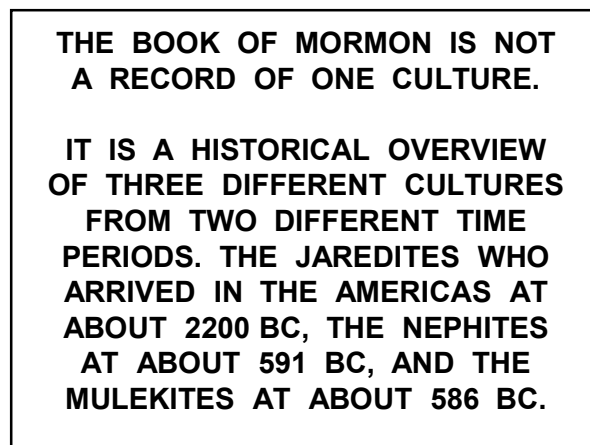 THE BOOK OF MORMON IS NOT
A RECORD OF ONE CULTURE.
IT IS A HISTORICAL OVERVIEW
OF THREE DIFFERENT CULTURES
FROM TWO DIFFERENT TIME
PERIODS. THE JAREDITES WHO
ARRIVED IN THE AMERICAS AT
ABOUT 2200 BC, THE NEPHITES
AT ABOUT 591 BC, AND THE
MULEKITES AT ABOUT 586 BC.